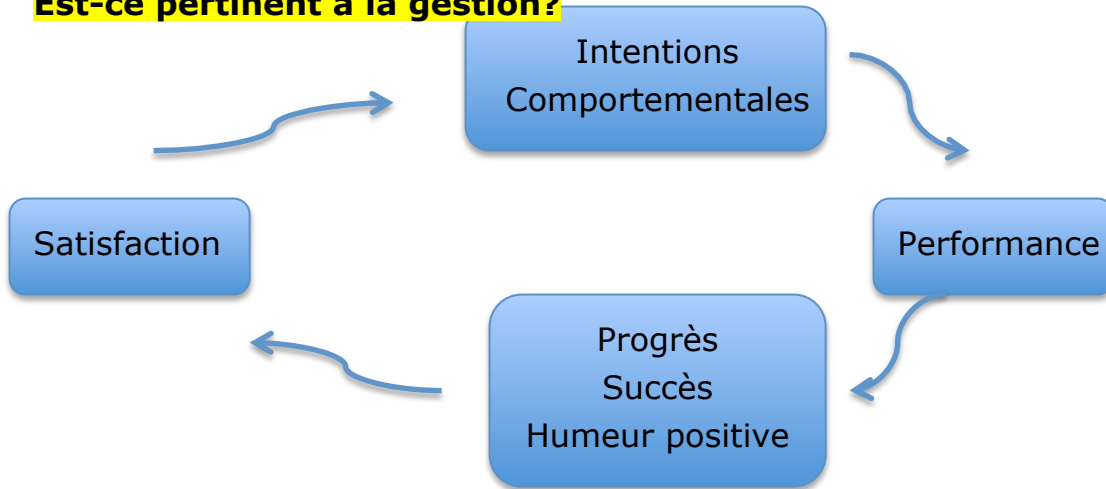 Est-ce pertinent à la gestion?
Intentions
Comportementales
Satisfaction
Performance
Progrès
Succès
Humeur positive